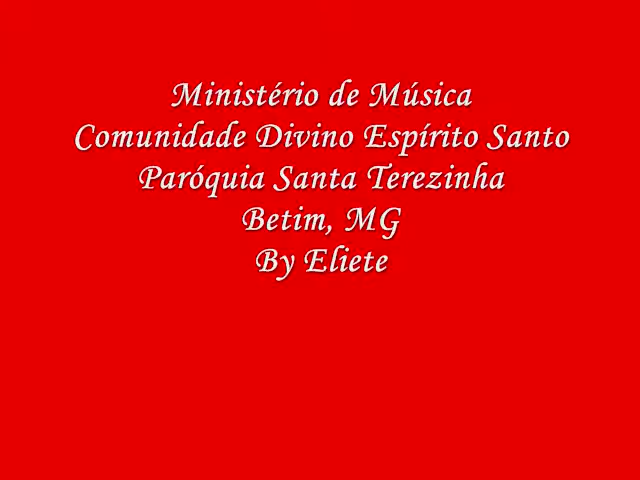 Ministério de Música
Comunidade Divino Espírito Santo
Paróquia Santa Terezinha
Betim, MG
By Eliete